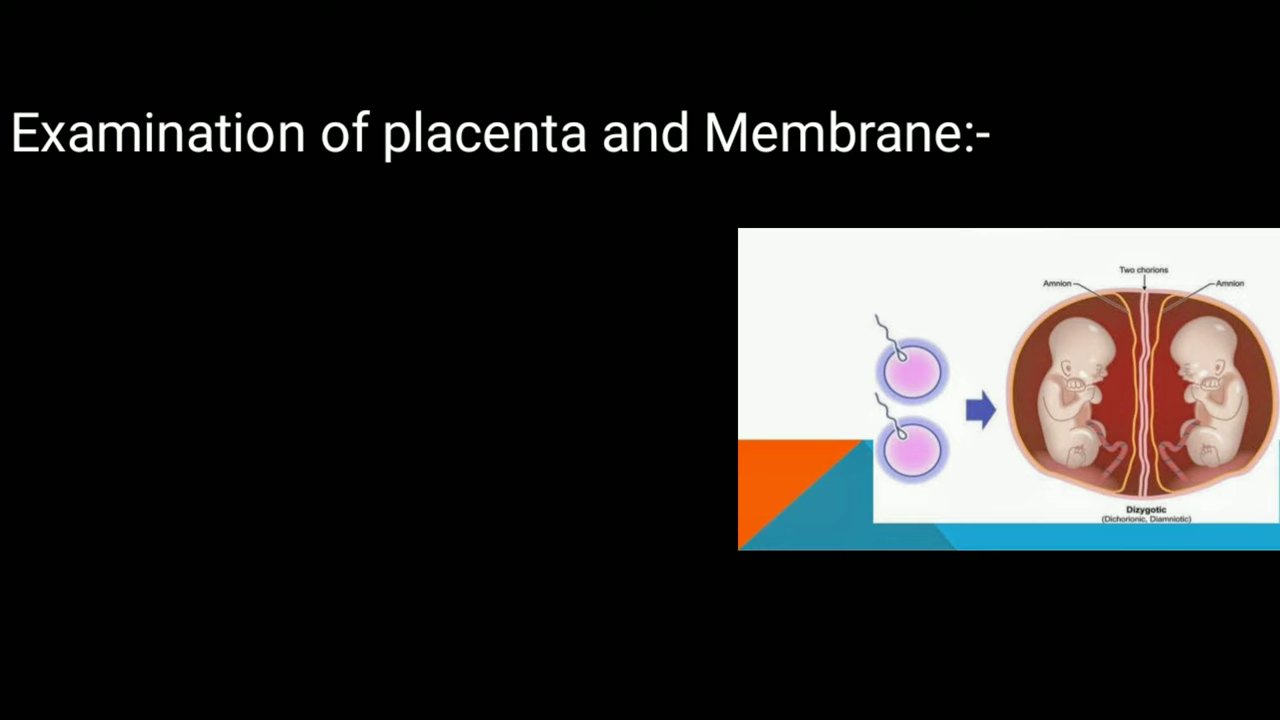 Examination of placenta and Membrane:-
Two chorions
Amnion
Amnion
Dizygotic
(Dichorionic, Diamniotic)